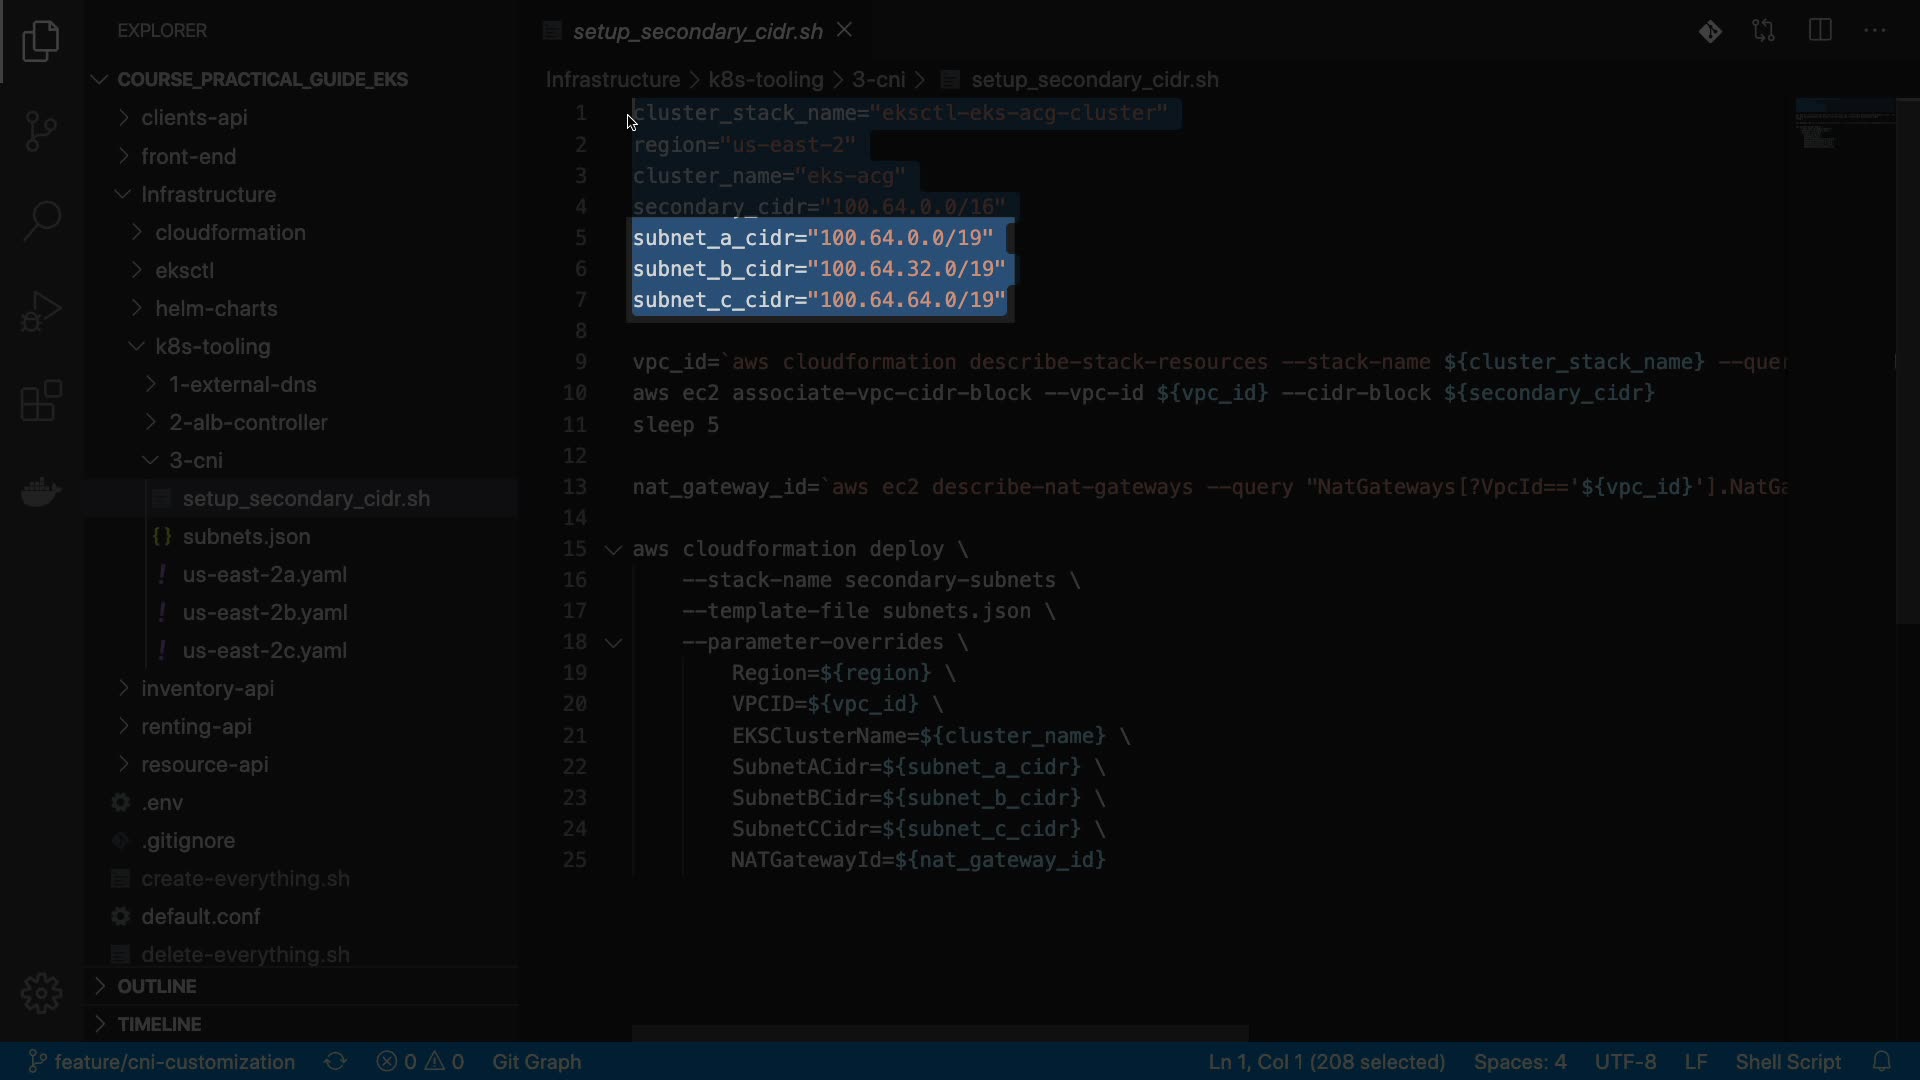 EXPLORER
COURSE_PRACTICAL_GUIDE_EKS
clients-api
front-end
Infrastructure
cloudformation
eksctl
helm-charts
k8s-tooling
1-external-dns
2-alb-controller
3-cni
setup_secondary_cidr.sh
subnets.json
us-east-2a.yaml
us-east-2b.yaml
us-east-2c.yaml
inventory-api
renting-api
resource-api
.env
.gitignore
create-everything.sh
default.conf
delete-everything.sh
OUTLINE
TIMELINE
setup_secondary_cidr.sh
Infrastructure > k8s-tooling > 3-cni > setup_secondary_cidr.sh
1 cluster_stack_name="eksctl-eks-acg-cluster"
2 region="us-east-2"
3 cluster_name="eks-acg"
4 secondary_cidr="100.64.0.0/16"
5 subnet_a_cidr="100.64.0.0/19"
6 subnet_b_cidr="100.64.32.0/19"
7 subnet_c_cidr="100.64.64.0/19"
8
9 vpc_id=`aws cloudformation describe-stack-resources --stack-name ${cluster_stack_name} --quer
10 aws ec2 associate-vpc-cidr-block --vpc-id ${vpc_id} --cidr-block ${secondary_cidr}
11 sleep 5
12
13 nat_gateway_id=`aws ec2 describe-nat-gateways --query "NatGateways[?VpcId=='${vpc_id}'].NatGa
14
15 aws cloudformation deploy \
16 --stack-name secondary-subnets \
17 --template-file subnets.json \
18 --parameter-overrides \
19 Region=${region} \
20 VPCID=${vpc_id} \
21 EKSClusterName=${cluster_name} \
22 SubnetACidr=${subnet_a_cidr} \
23 SubnetBCidr=${subnet_b_cidr} \
24 SubnetCCidr=${subnet_c_cidr} \
25 NATGatewayId=${nat_gateway_id}
feature/cni-customization 0 0 Git Graph Ln 1, Col 1 (208 selected) Spaces: 4 UTF-8 LF Shell Script